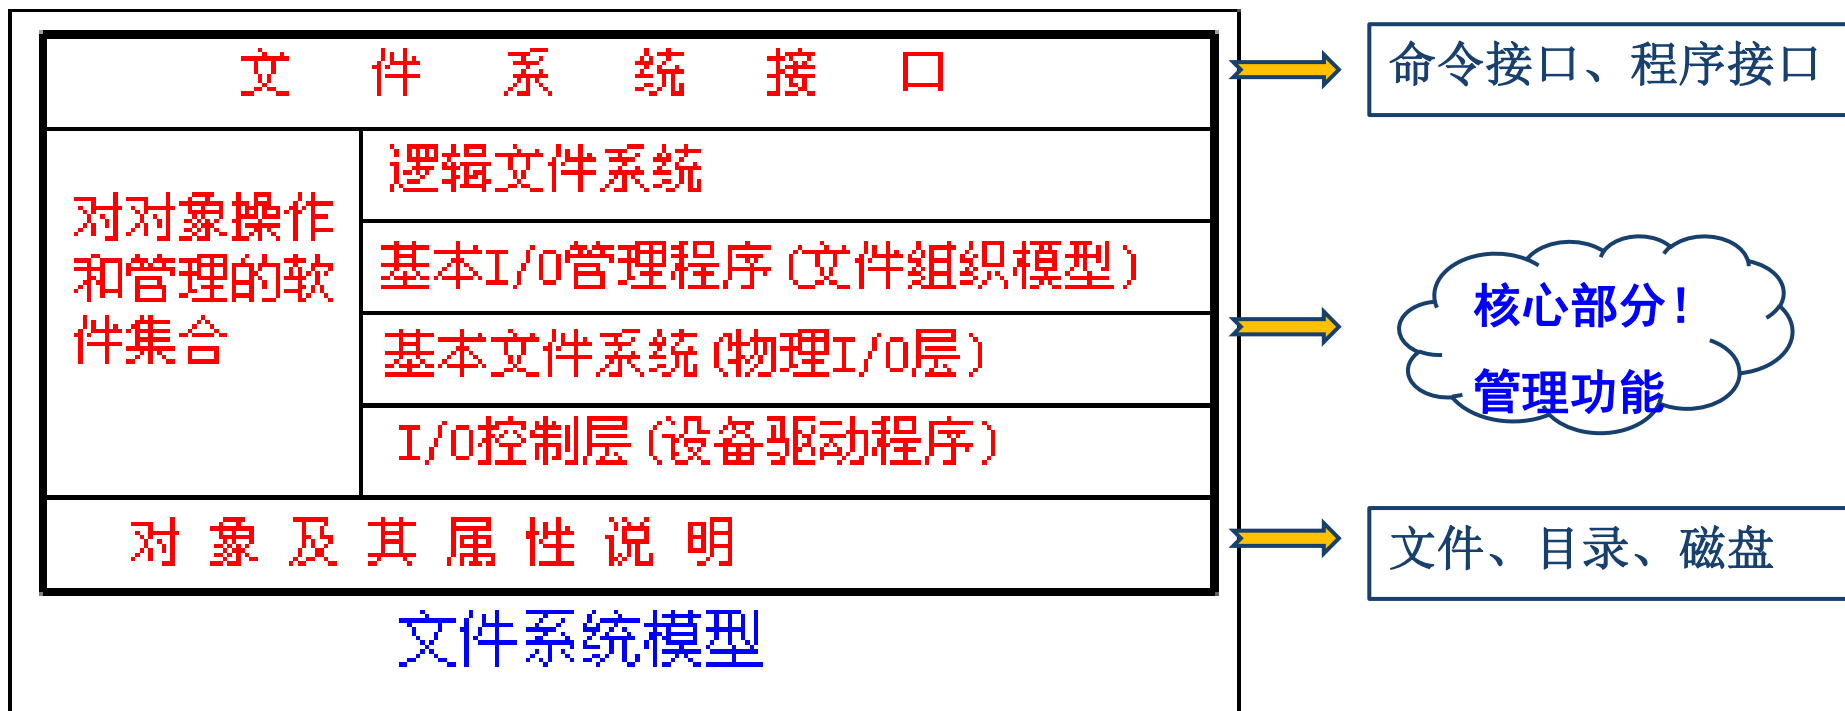 文件系统接口
命令接口、程序接口
对对象操作
和管理的软
件集合
逻辑文件系统
基本I/O管理程序(文件组织模型)
基本文件系统(物理I/O层)
I/O控制层(设备驱动程序)
核心部分！
管理功能
对象及其属性说明
文件、目录、磁盘
文件系统模型